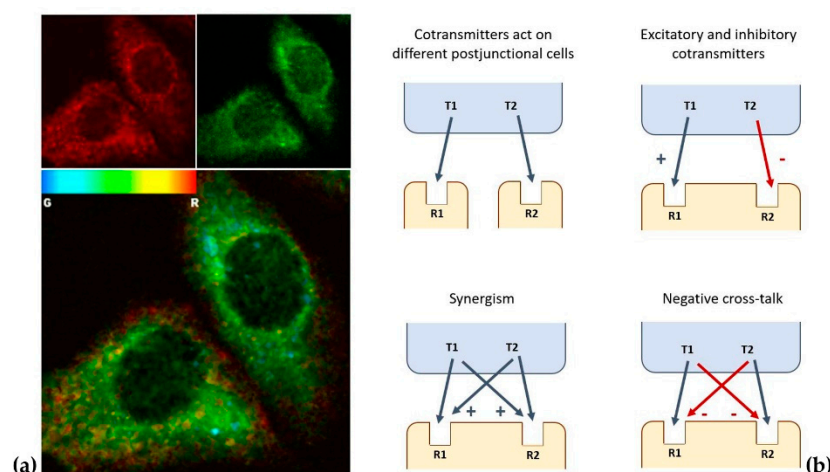 G R
(a)
Cotransmitters act on
different postjunctional cells
T1 T2
R1 R2
Excitatory and inhibitory
cotransmitters
T1 T2
+ -
R1 R2
Synergism
T1 T2
+ +
R1 R2
Negative cross-talk
T1 T2
- -
R1 R2
(b)